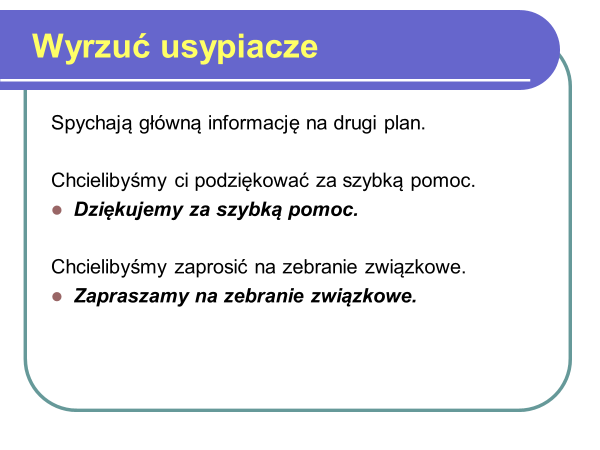 Wyrzuć usypiacze
Spychają główną informację na drugi plan.
Chcielibyśmy ci podziękować za szybką pomoc.
Dziękujemy za szybką pomoc.
Chcielibyśmy zaprosić na zebranie związkowe.
Zapraszamy na zebranie związkowe.